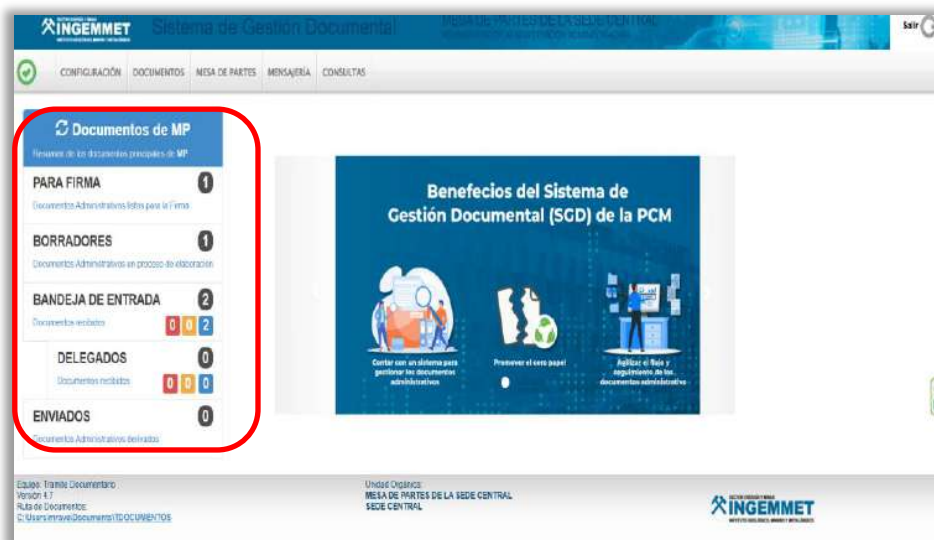 INGEMMET
Sistema de Gestión Documental
MESA DE PARTES DE LA SEDE CENTRAL
Salir
CONFIGURACIÓN DOCUMENTOS MESA DE PARTES MENSAJERÍA CONSULTAS
Documentos de MP
Resumen de los documentos principales de MP
PARA FIRMA 1
Documentos Administrativos listos para la Firma
BORRADORES 1
Documentos Administrativos en proceso de elaboración
BANDEJA DE ENTRADA 2
Documentos recibidos 0 0 2
DELEGADOS 0
Documentos recibidos 0 0 0
ENVIADOS 0
Documentos Administrativos derivados
Benefecios del Sistema de
Gestión Documental (SGD) de la PCM
Contar con un sistema para
gestionar los documentos
administrativos
Promover el cero papel
Agilizar el flujo y
seguimiento de los
documentos administrativo
Equipo: Tramite Documentario
Versión 4.7
Ruta de Documentos:
C:\Users\mravel\Documents\TDOCUMENTOS
Unidad Orgánica:
MESA DE PARTES DE LA SEDE CENTRAL
SEDE CENTRAL
INGEMMET